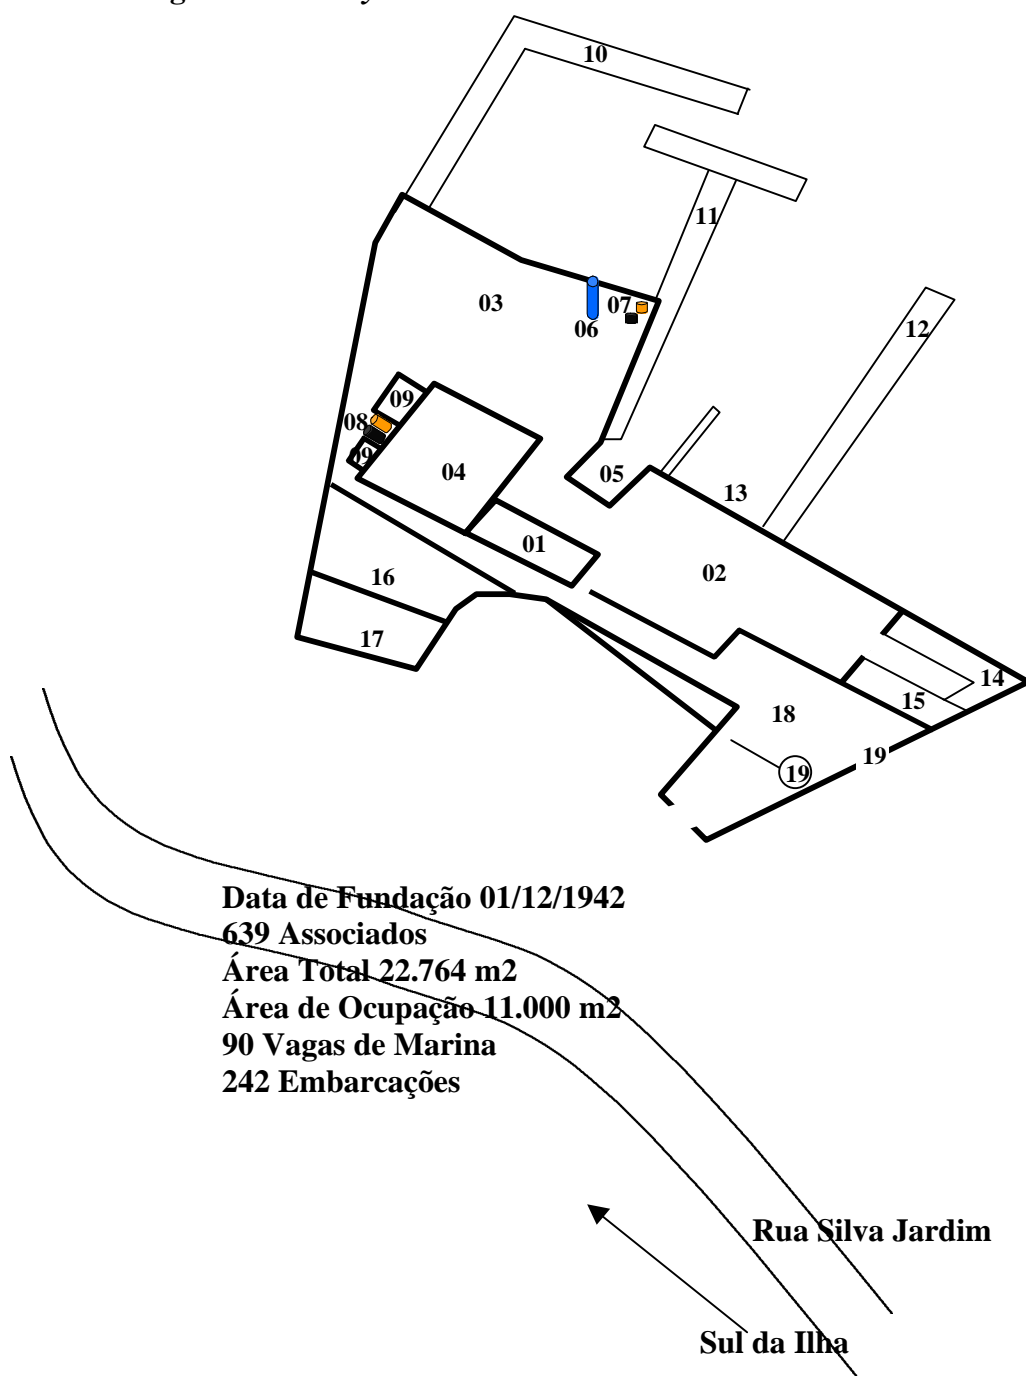 10
11
03
07
06
12
09
08
09
04
05
13
01
02
16
17
14
15
18
19
19
Data de Fundação 01/12/1942
639 Associados
Área Total 22.764 m2
Área de Ocupação 11.000 m2
90 Vagas de Marina
242 Embarcações
Rua Silva Jardim
Sul da Ilha